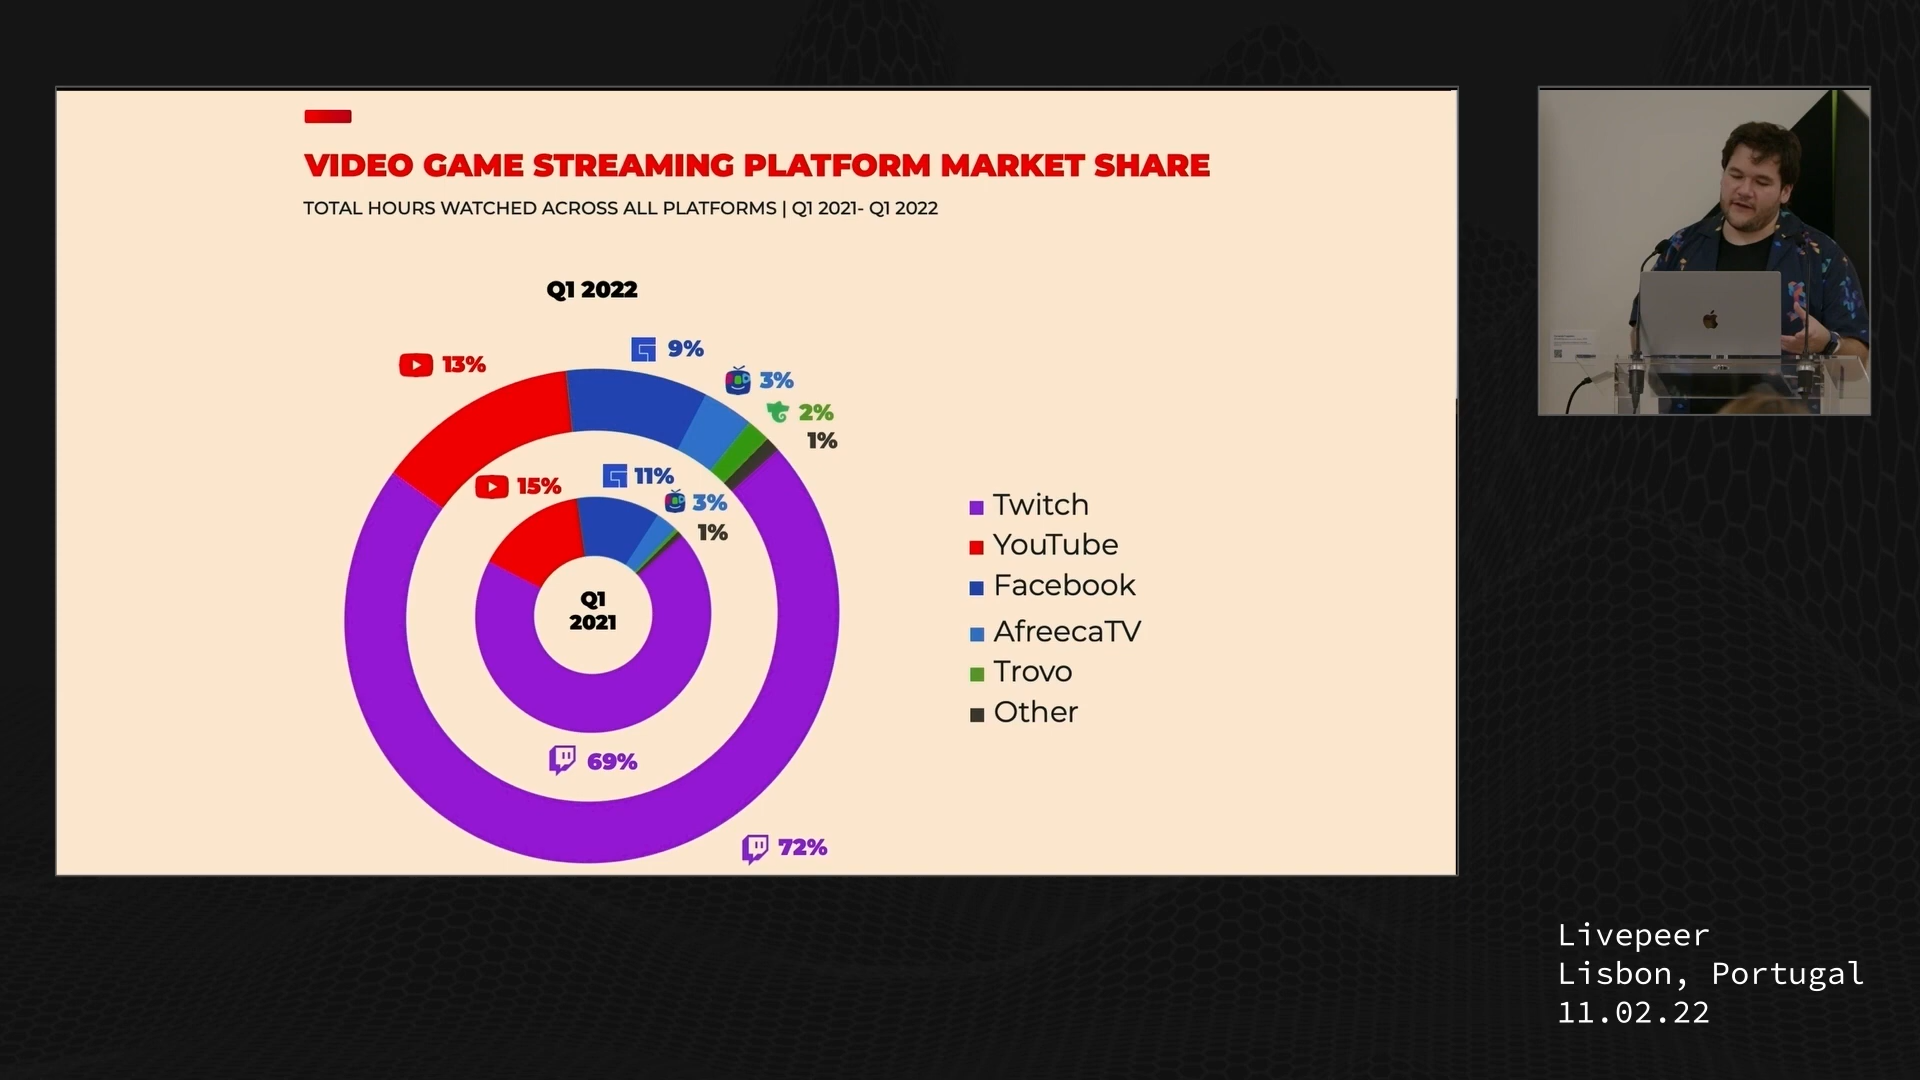 VIDEO GAME STREAMING PLATFORM MARKET SHARE
TOTAL HOURS WATCHED ACROSS ALL PLATFORMS | Q1 2021- Q1 2022
Q1 2022
13%
9%
3%
2%
1%
15%
11%
3%
1%
Q1
2021
69%
72%
Twitch
YouTube
Facebook
AfreecaTV
Trovo
Other
Livepeer
Lisbon, Portugal
11.02.22